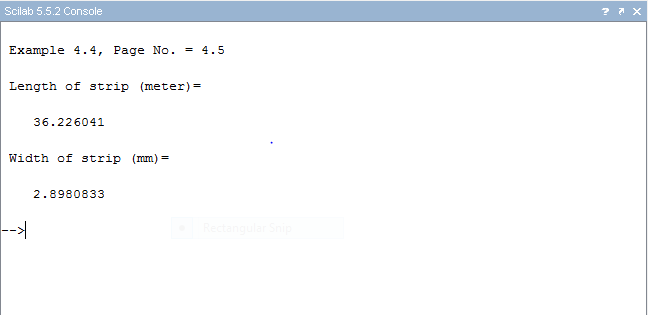 Scilab 5.5.2 Console
Example 4.4, Page No. = 4.5
Length of strip (meter)=
36.226041
Width of strip (mm)=
2.8980833
-->
Rectangular Snip